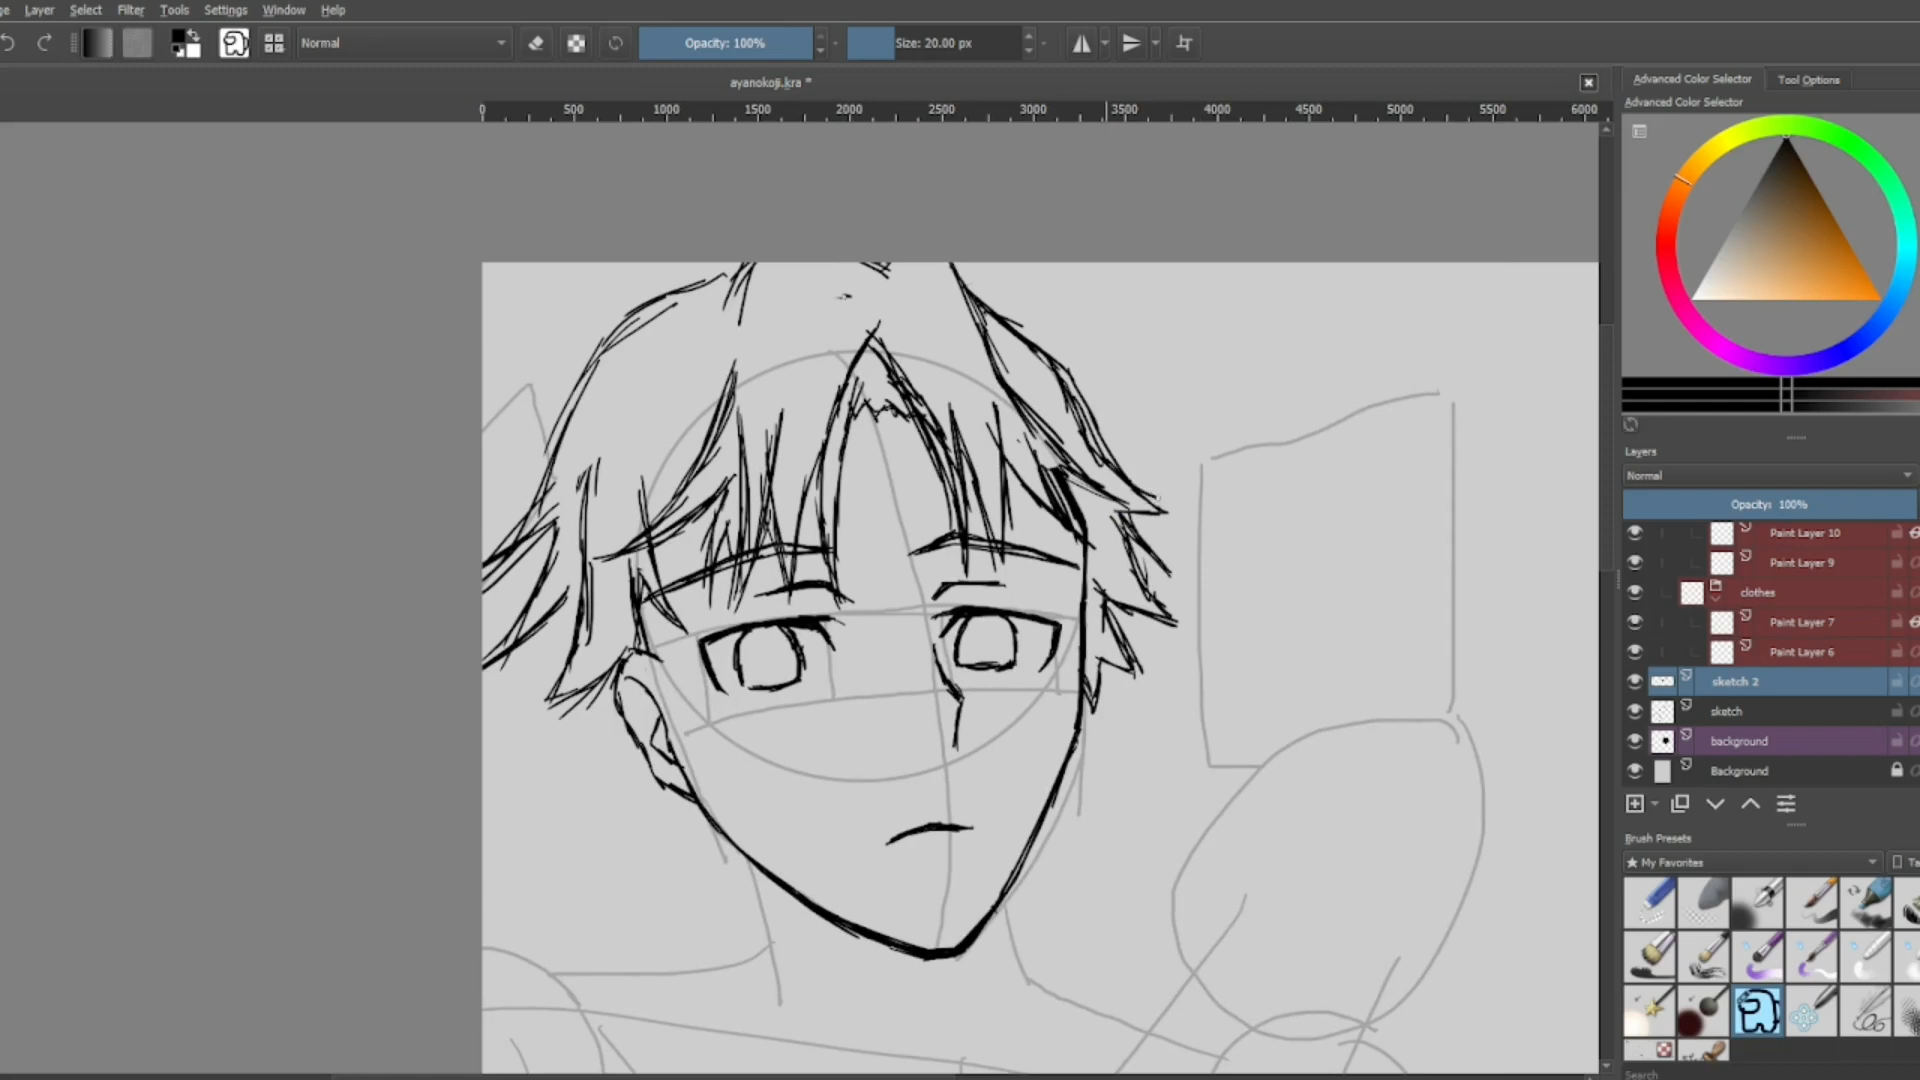 ge Layer Select Filter Tools Settings Window Help
Normal
Opacity: 100%
Size: 20.00 px
ayanokoji.kra *
0 500 1000 1500 2000 2500 3000 3500 4000 4500 5000 5500 6000
Advanced Color Selector
Tool Options
Advanced Color Selector
Layers
Normal
Opacity: 100%
Paint Layer 10
Paint Layer 9
clothes
Paint Layer 7
Paint Layer 6
sketch 2
sketch
background
Background
Brush Presets
★ My Favorites
Ta
Search